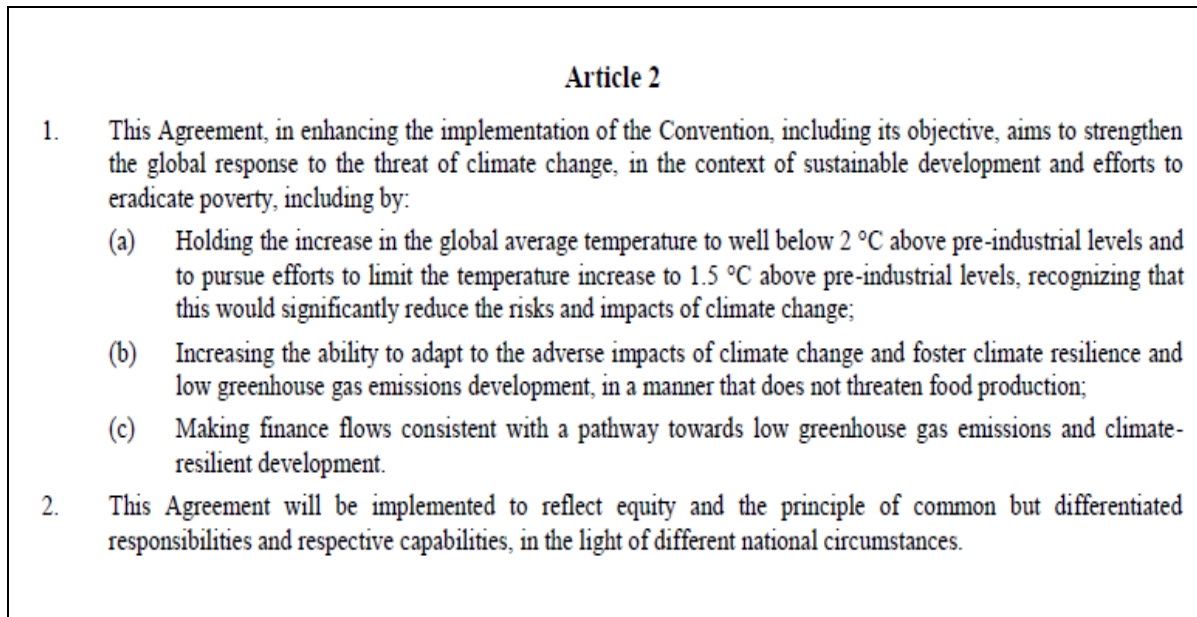 Article 2
1. This Agreement, in enhancing the implementation of the Convention, including its objective, aims to strengthen
the global response to the threat of climate change, in the context of sustainable development and efforts to
eradicate poverty, including by:
(a) Holding the increase in the global average temperature to well below 2 °C above pre-industrial levels and
to pursue efforts to limit the temperature increase to 1.5 °C above pre-industrial levels, recognizing that
this would significantly reduce the risks and impacts of climate change;
(b) Increasing the ability to adapt to the adverse impacts of climate change and foster climate resilience and
low greenhouse gas emissions development, in a manner that does not threaten food production;
(c) Making finance flows consistent with a pathway towards low greenhouse gas emissions and climate-
resilient development.
2. This Agreement will be implemented to reflect equity and the principle of common but differentiated
responsibilities and respective capabilities, in the light of different national circumstances.